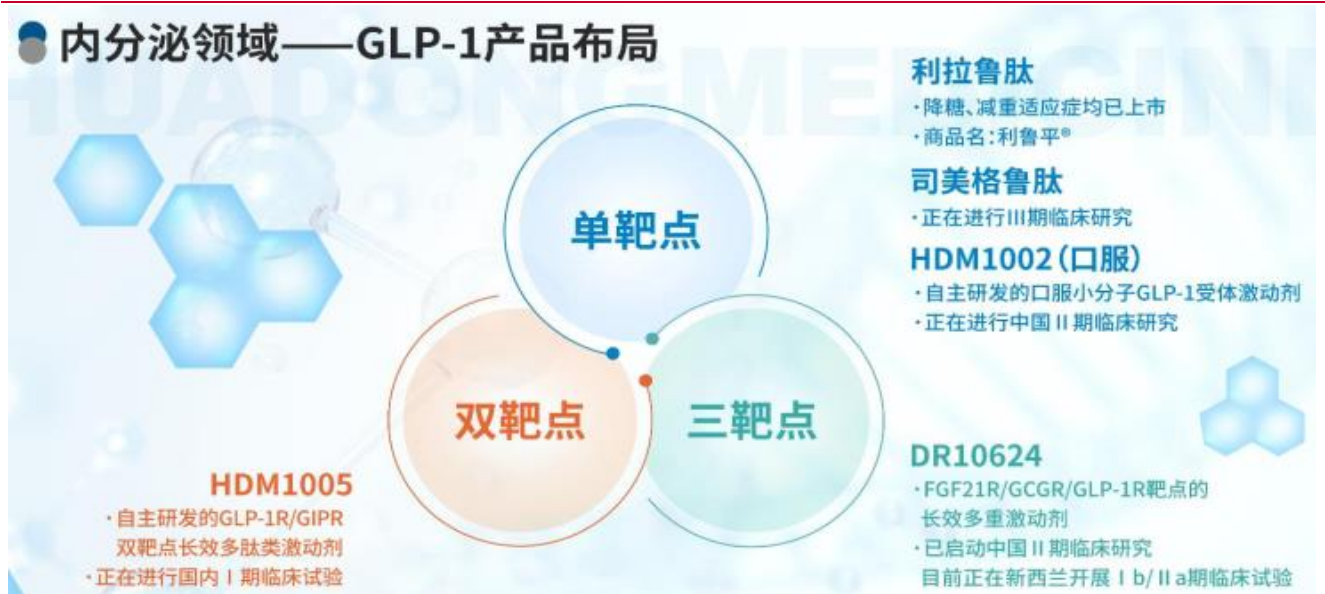 内分泌领域——GLP-1产品布局
HUADONGMEDICINE
利拉鲁肽
·降糖、减重适应症均已上市
·商品名:利鲁平®
司美格鲁肽
·正在进行III期临床研究
HDM1002(口服)
·自主研发的口服小分子GLP-1受体激动剂
·正在进行中国II期临床研究
单靶点
双靶点
三靶点
HDM1005
·自主研发的GLP-1R/GIPR
双靶点长效多肽类激动剂
·正在进行国内I期临床试验
DR10624
·FGF21R/GCGR/GLP-1R靶点的
长效多重激动剂
·已启动中国II期临床研究
目前正在新西兰开展Ib/IIa期临床试验